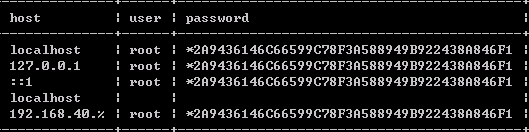 host | user | password
localhost | root | *2A9436146C66599C78F3A588949B922438A846F1
127.0.0.1 | root | *2A9436146C66599C78F3A588949B922438A846F1
::1 | root | *2A9436146C66599C78F3A588949B922438A846F1
localhost | |
192.168.40.% | root | *2A9436146C66599C78F3A588949B922438A846F1